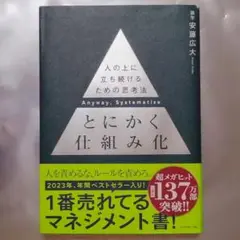 著者 安藤広大
人の上に
立ち続ける
ための思考法
Anyway, Systematize
とにかく
仕組み化
人を責めるな、ルールを責めろ。
2023年、年間ベストセラー入り!
1番売れてる
マネジメント書!
超メガヒット
137万部
突破!!